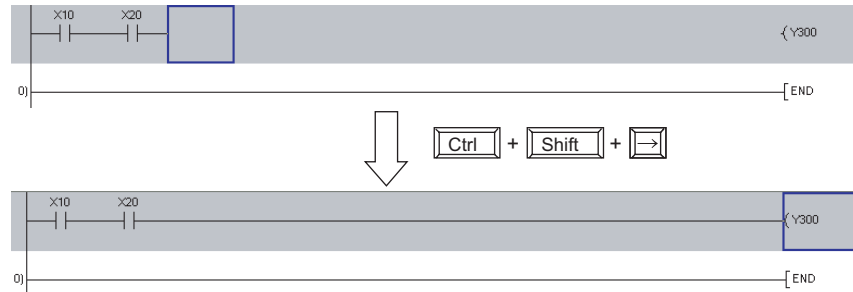 X10 X20
Y300
0) END
Ctrl + Shift + →
X10 X20
Y300
0) END